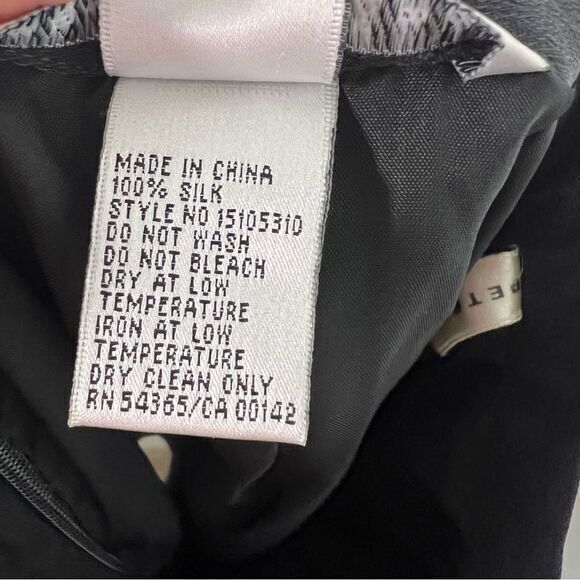 MADE IN CHINA
100% SILK
STYLE NO 15105310
DO NOT WASH
DO NOT BLEACH
DRY AT LOW
TEMPERATURE
IRON AT LOW
TEMPERATURE
DRY CLEAN ONLY
RN 54365/CA 00142
PET